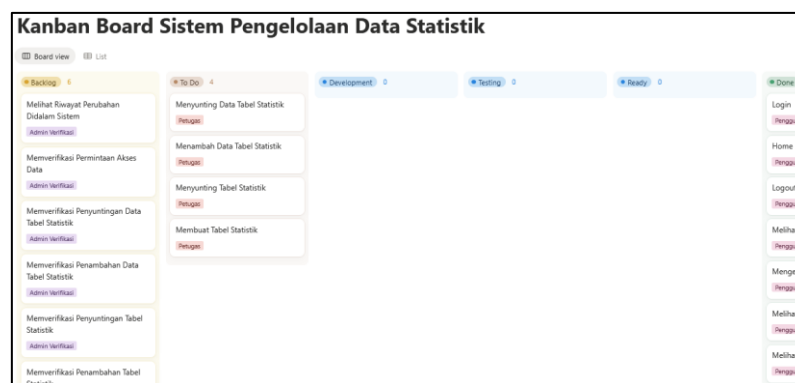 Kanban Board Sistem Pengelolaan Data Statistik
Board view List
Backlog 6
Melihat Riwayat Perubahan
Didalam Sistem
Admin Verifikasi
Memverifikasi Permintaan Akses
Data
Admin Verifikasi
Memverifikasi Penyuntingan Data
Tabel Statistik
Admin Verifikasi
Memverifikasi Penambahan Data
Tabel Statistik
Admin Verifikasi
Memverifikasi Penyuntingan Tabel
Statistik
Admin Verifikasi
Memverifikasi Penambahan Tabel
To Do 4
Menyunting Data Tabel Statistik
Petugas
Menambah Data Tabel Statistik
Petugas
Menyunting Tabel Statistik
Petugas
Membuat Tabel Statistik
Petugas
Development 0
Testing 0
Ready 0
Done
Login
Home
Logout